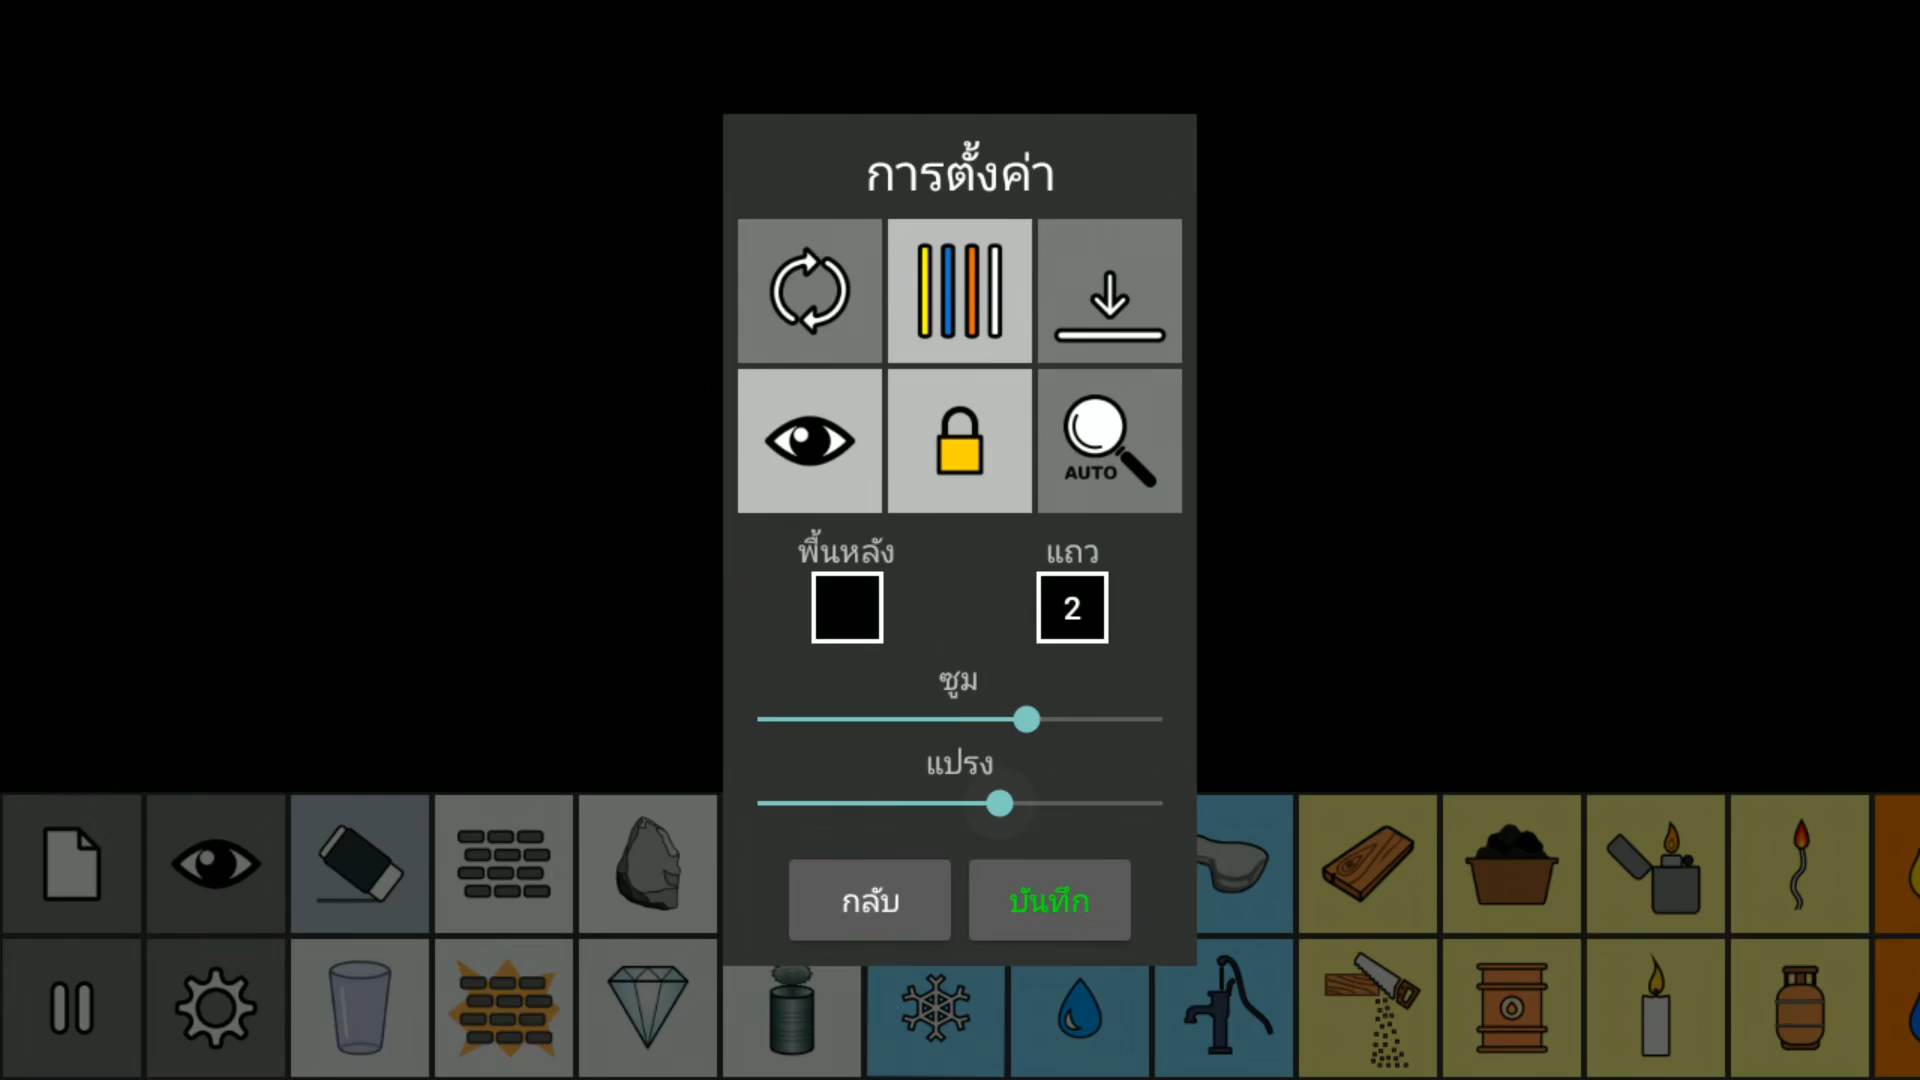 การตั้งค่า
AUTO
พื้นหลัง
แถว
2
ซูม
แปรง
กลับ
บันทึก